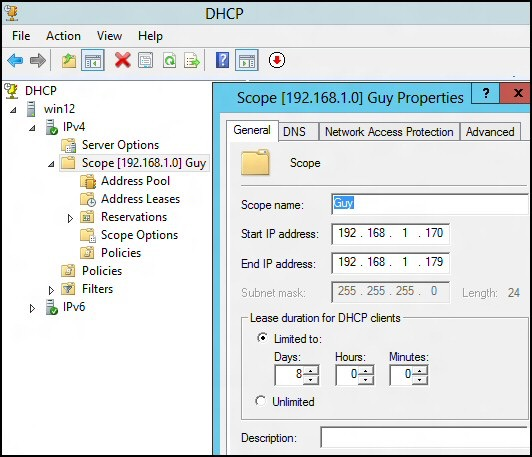 DHCP
File Action View Help
DHCP
win12
IPv4
Server Options
Scope [192.168.1.0] Guy
Address Pool
Address Leases
Reservations
Scope Options
Policies
Policies
Filters
IPv6
Scope [192.168.1.0] Guy Properties ? x
General DNS Network Access Protection Advanced
Scope
Scope name: Guy
Start IP address: 192 . 168 . 1 . 170
End IP address: 192 . 168 . 1 . 179
Subnet mask: 255 . 255 . 255 . 0 Length: 24
Lease duration for DHCP clients
Limited to:
Days: Hours: Minutes:
8 0 0
Unlimited
Description: